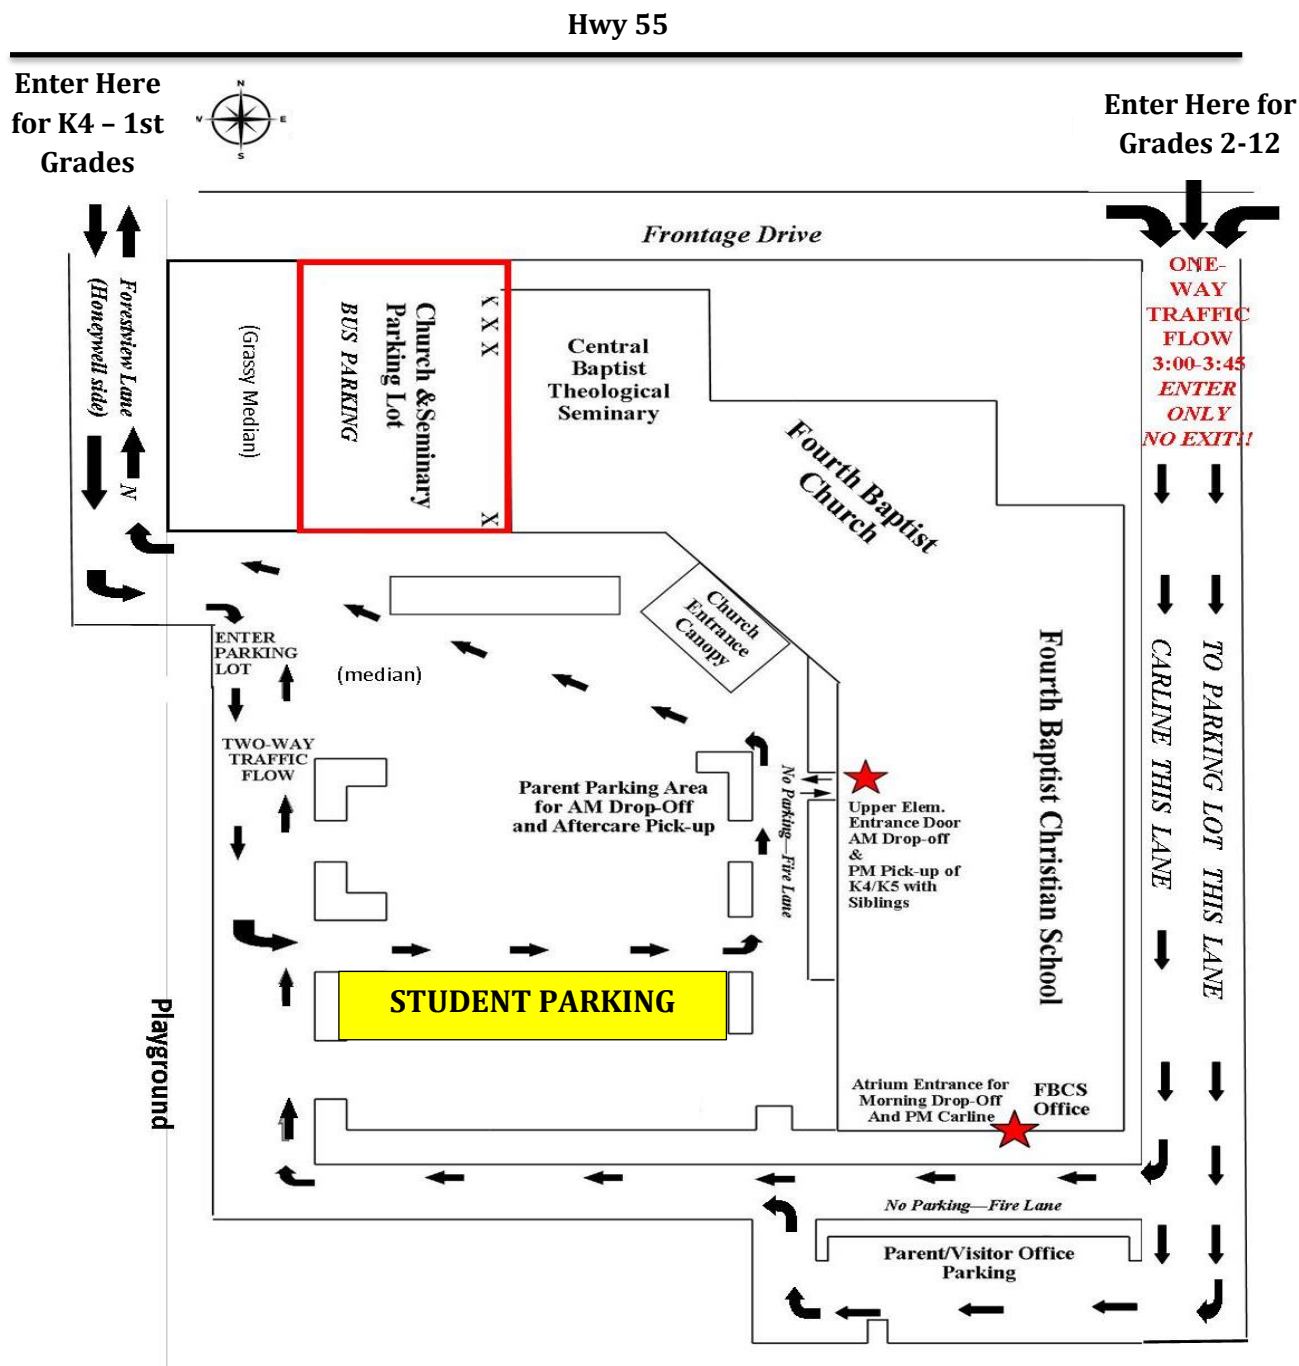 Hwy 55
Enter Here
for K4 – 1st
Grades
N
W
E
S
Enter Here for
Grades 2-12
Frontage Drive
ONE-
WAY
TRAFFIC
FLOW
3:00-3:45
ENTER
ONLY
NO EXIT!!
Forestview Lane N
(Honeywell side)
(Grassy Median)
Church &Seminary
Parking Lot
BUS PARKING
X X X
X
Central
Baptist
Theological
Seminary
Fourth Baptist
Church
Church
Entrance
Canopy
ENTER
PARKING
LOT
(median)
TWO-WAY
TRAFFIC
FLOW
Parent Parking Area
for AM Drop-Off
and Aftercare Pick-up
No Parking—Fire Lane
Upper Elem.
Entrance Door
AM Drop-off
&
PM Pick-up of
K4/K5 with
Siblings
Fourth Baptist Christian School
CARLINE THIS LANE
TO PARKING LOT THIS LANE
STUDENT PARKING
Playground
Atrium Entrance for
Morning Drop-Off
And PM Carline
FBCS
Office
No Parking—Fire Lane
Parent/Visitor Office
Parking